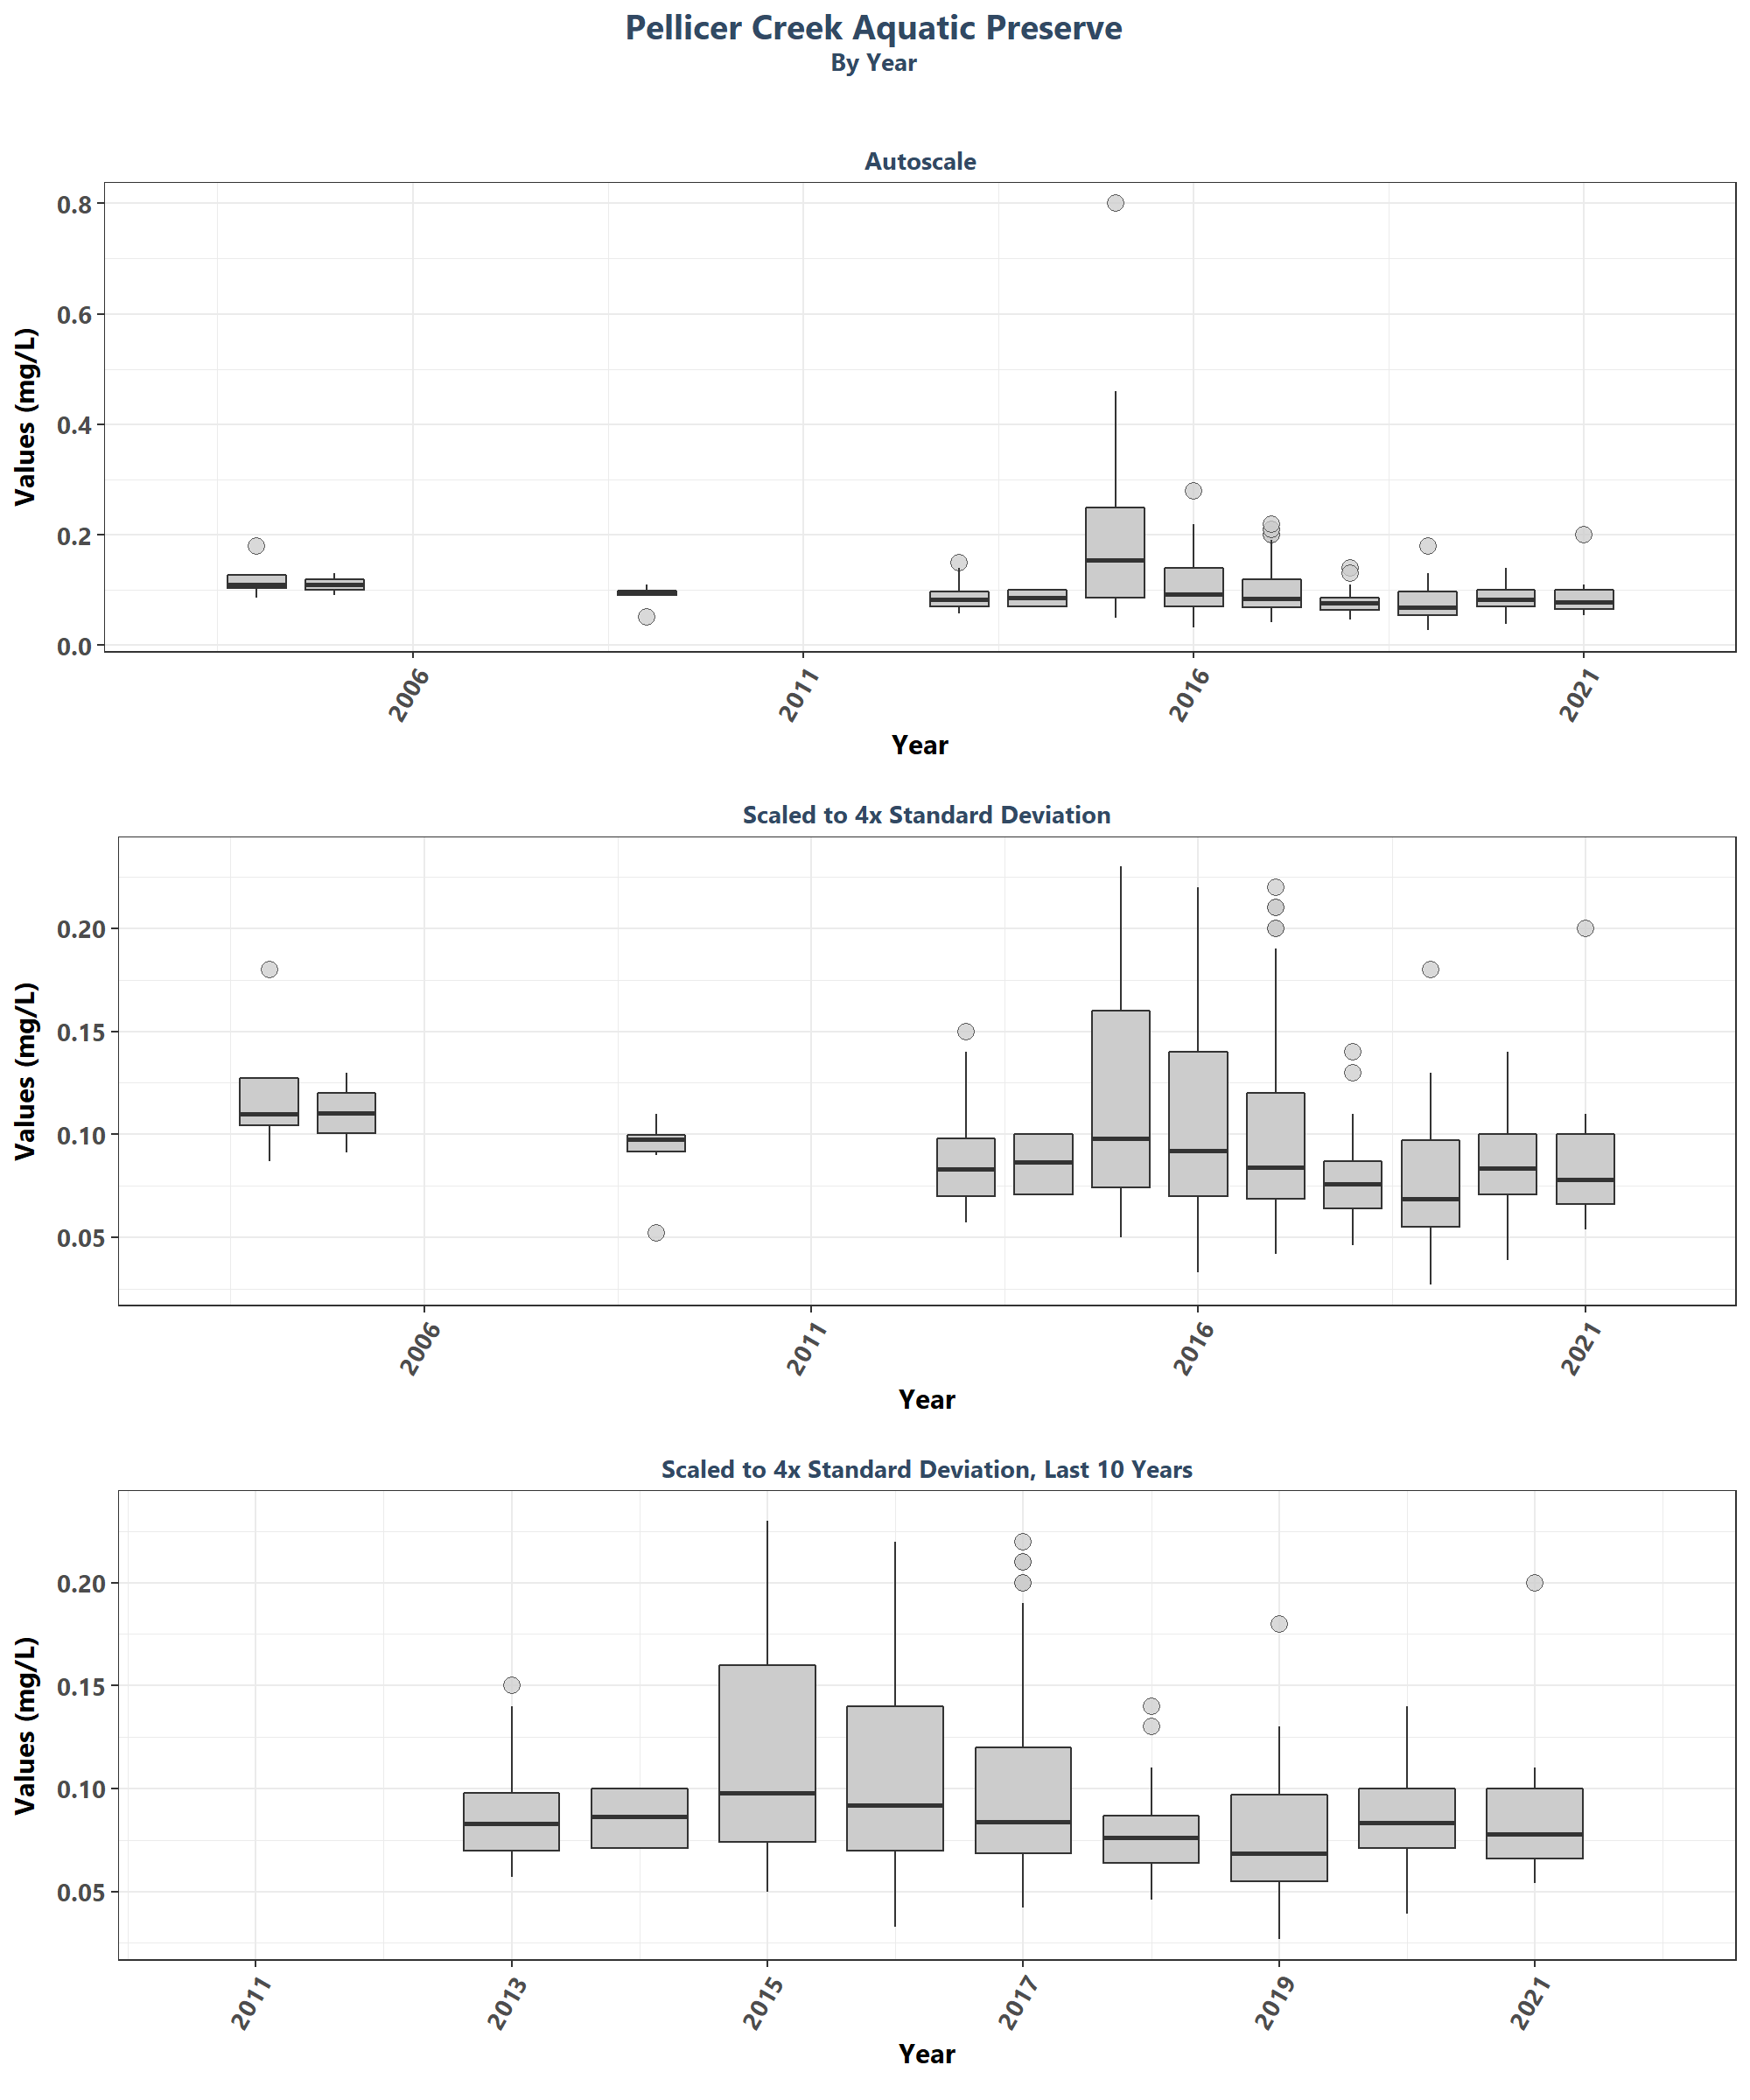 Pellicer Creek Aquatic Preserve
By Year
Autoscale
Values (mg/L)
0.8
0.6
0.4
0.2
0.0
2006 2011 2016 2021
Year
Scaled to 4x Standard Deviation
Values (mg/L)
0.20
0.15
0.10
0.05
2006 2011 2016 2021
Year
Scaled to 4x Standard Deviation, Last 10 Years
Values (mg/L)
0.20
0.15
0.10
0.05
2011 2013 2015 2017 2019 2021
Year